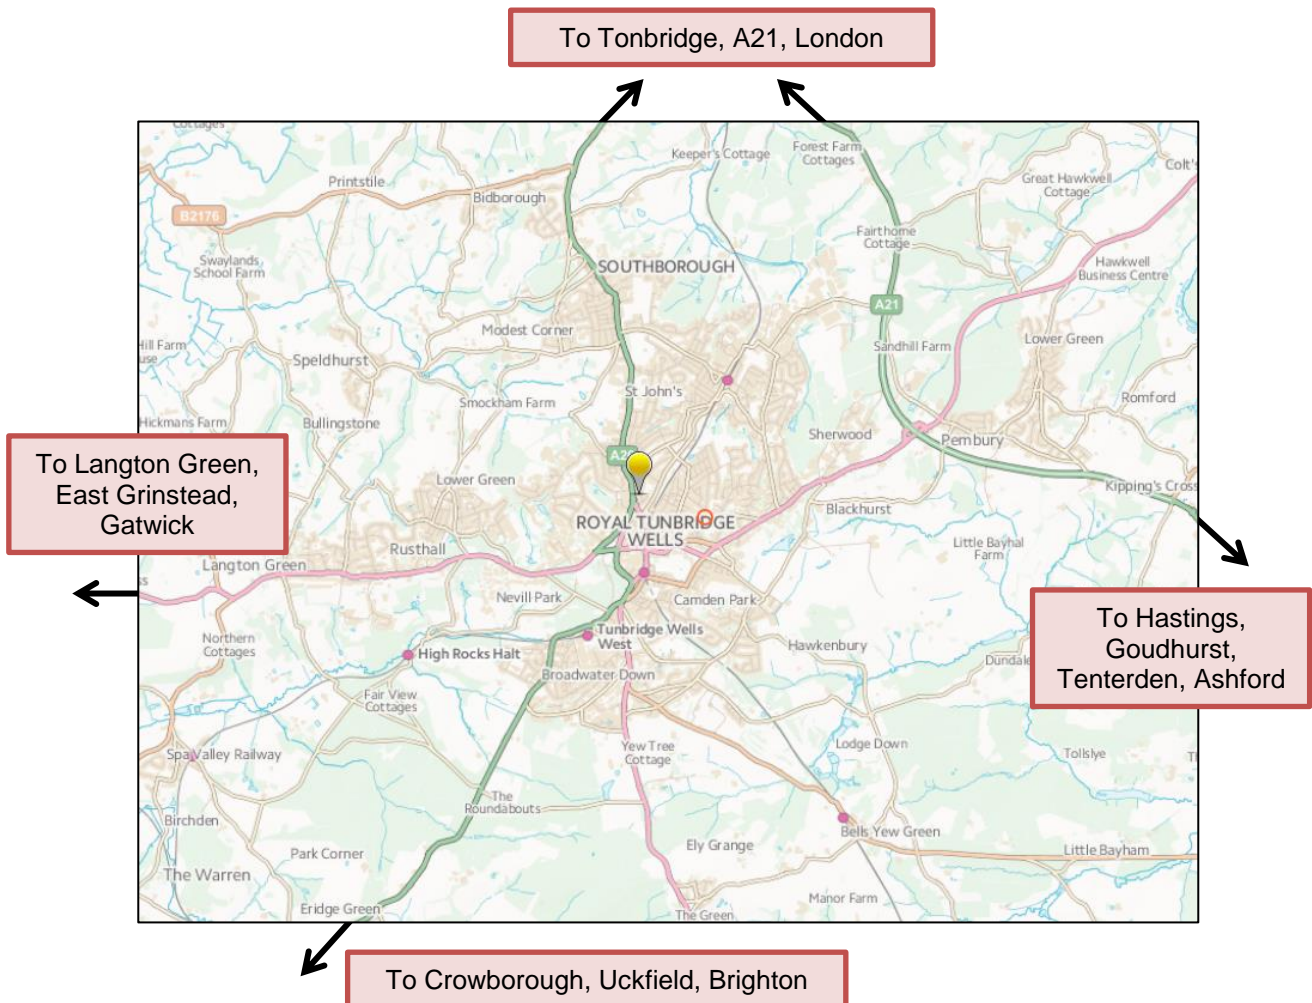 To Tonbridge, A21, London
Cottages
Keeper's Cottage
Forest Farm
Cottages
Colt's
Printstile
Bidborough
Great Hawkwell
Cottage
B2176
Fairthorne
Cottage
Swaylands
School Farm
SOUTHBOROUGH
Hawkwell
Business Centre
A21
Modest Corner
Hill Farm
Sandhill Farm
Lower Green
Speldhurst
St John's
Smockham Farm
Romford
Hickmans Farm
Bullingstone
Sherwood
Pembury
To Langton Green,
East Grinstead,
Gatwick
Lower Green
Kipping's Cross
Blackhurst
ROYAL TUNBRIDGE
WELLS
Rusthall
Little Bayhal
Farm
Langton Green
Nevill Park
Camden Park
To Hastings,
Goudhurst,
Tenterden, Ashford
Northern
Cottages
Tunbridge Wells
West
Hawkenbury
High Rocks Halt
Broadwater Down
Fair View
Cottages
Spa Valley Railway
Yew Tree
Cottage
Lodge Down
Tollslye
The
Roundabouts
Birchden
Bells Yew Green
Park Corner
Ely Grange
Little Bayham
The Warren
Manor Farm
Eridge Green
The Green
To Crowborough, Uckfield, Brighton